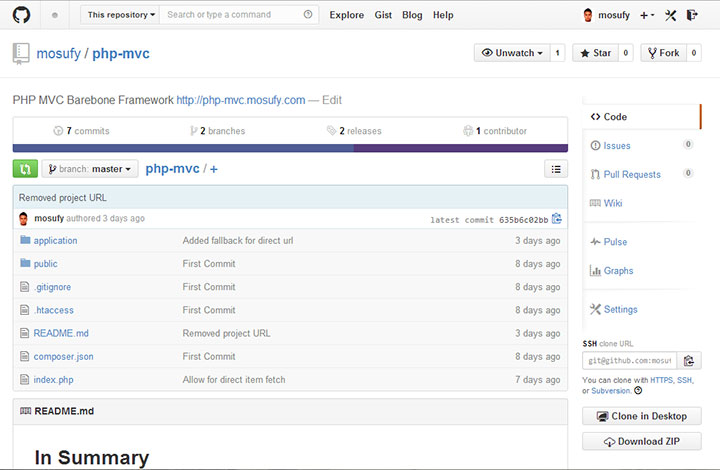 This repository Search or type a command Explore Gist Blog Help mosufy
mosufy / php-mvc Unwatch 1 Star 0 Fork 0
PHP MVC Barebone Framework http://php-mvc.mosufy.com — Edit
7 commits 2 branches 2 releases 1 contributor
branch: master php-mvc / +
Removed project URL
mosufy authored 3 days ago latest commit 635b6c02bb
application Added fallback for direct url 3 days ago
public First Commit 8 days ago
.gitignore First Commit 8 days ago
.htaccess First Commit 8 days ago
README.md Removed project URL 3 days ago
composer.json First Commit 8 days ago
index.php Allow for direct item fetch 7 days ago
README.md
In Summary
Code
Issues 0
Pull Requests 0
Wiki
Pulse
Graphs
Settings
SSH clone URL
git@github.com:mosuf
You can clone with HTTPS, SSH,
or Subversion.
Clone in Desktop
Download ZIP